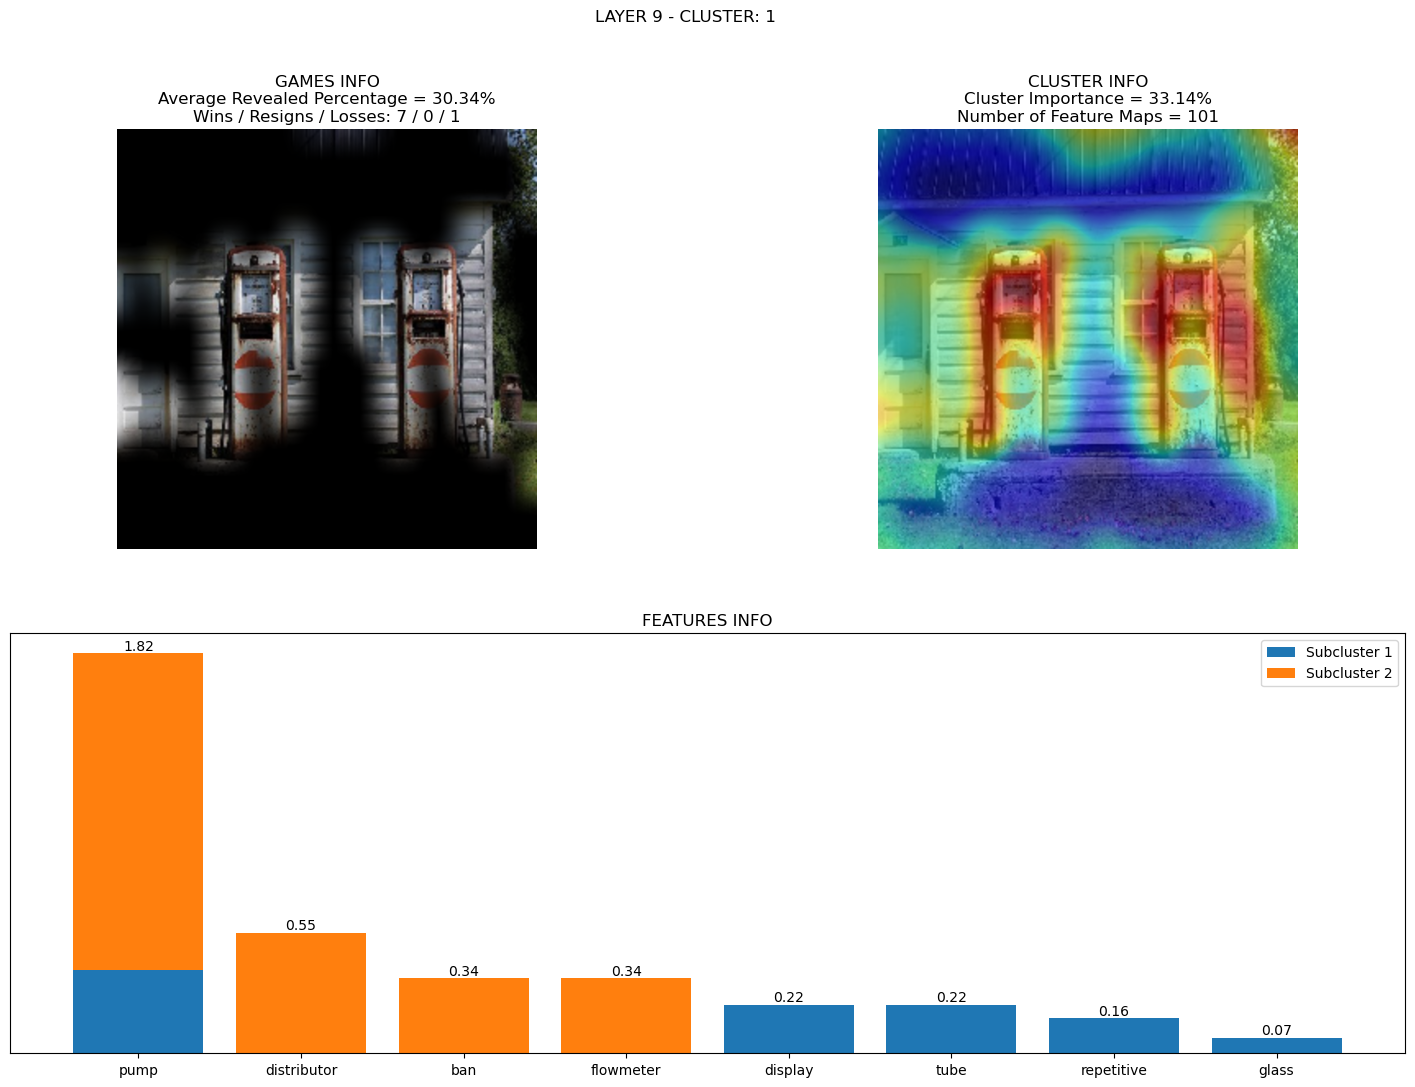 LAYER 9 - CLUSTER: 1
GAMES INFO
Average Revealed Percentage = 30.34%
Wins / Resigns / Losses: 7 / 0 / 1
CLUSTER INFO
Cluster Importance = 33.14%
Number of Feature Maps = 101
FEATURES INFO
Subcluster 1
Subcluster 2
1.82
0.55
0.34
0.34
0.22
0.22
0.16
0.07
pump
distributor
ban
flowmeter
display
tube
repetitive
glass